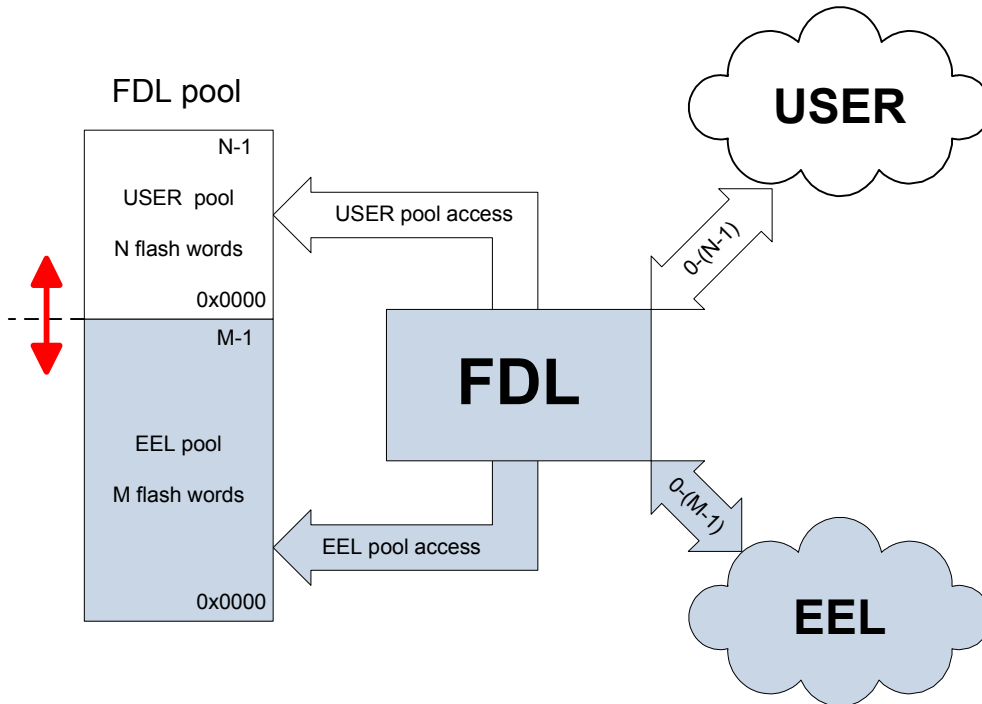 FDL pool
N-1
USER pool
N flash words
0x0000
M-1
EEL pool
M flash words
0x0000
USER pool access
EEL pool access
FDL
0-(N-1)
0-(M-1)
USER
EEL